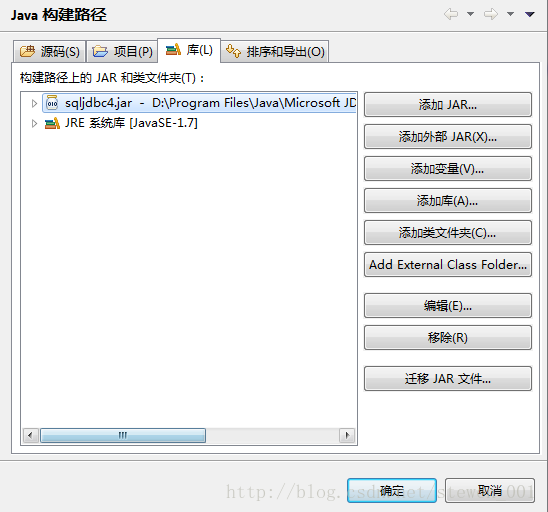 Java 构建路径
源码(S) 项目(P) 库(L) 排序和导出(O)
构建路径上的 JAR 和类文件夹(T)：
sqljdbc4.jar - D:\Program Files\Java\Microsoft JD
JRE 系统库 [JavaSE-1.7]
添加 JAR...
添加外部 JAR(X)...
添加变量(V)...
添加库(A)...
添加类文件夹(C)...
Add External Class Folder...
编辑(E)...
移除(R)
迁移 JAR 文件...
确定 取消